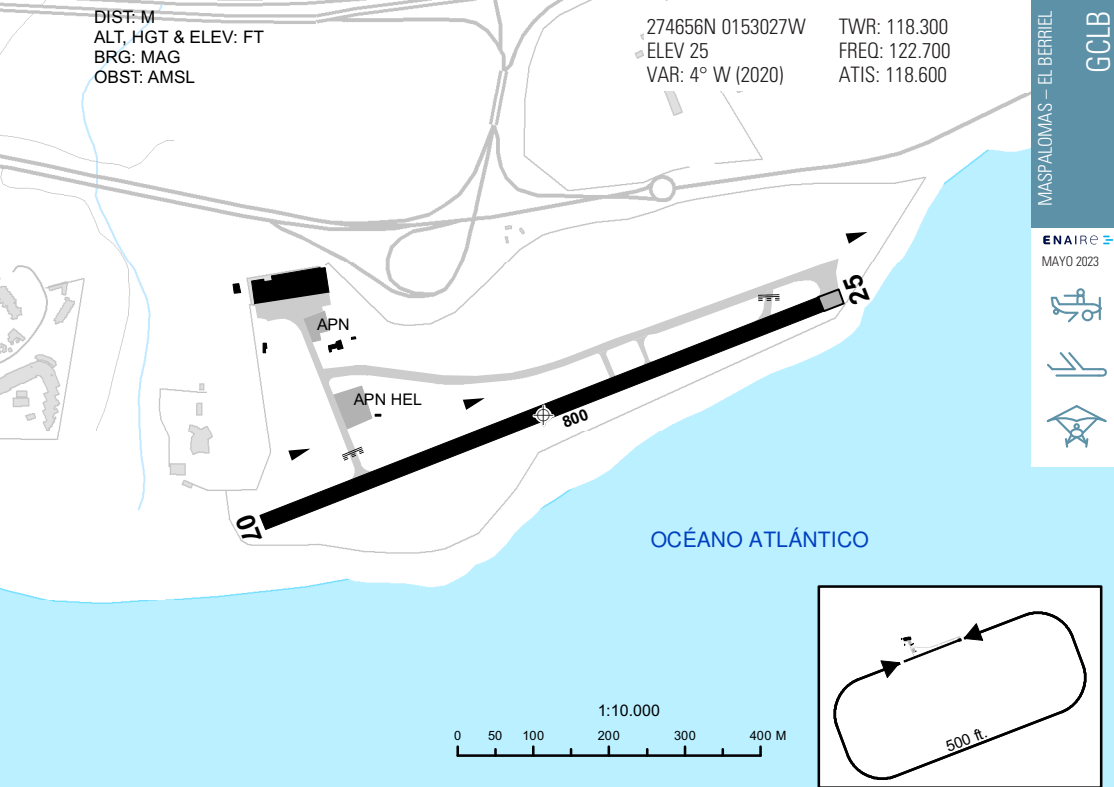 DIST: M
ALT, HGT & ELEV: FT
BRG: MAG
OBST: AMSL
274656N 0153027W
ELEV 25
VAR: 4° W (2020)
TWR: 118.300
FREQ: 122.700
ATIS: 118.600
MASPALOMAS – EL BERRIEL
GCLB
ENAIRe
MAYO 2023
APN
APN HEL
800
07
25
OCÉANO ATLÁNTICO
1:10.000
0 50 100 200 300 400 M
500 ft.